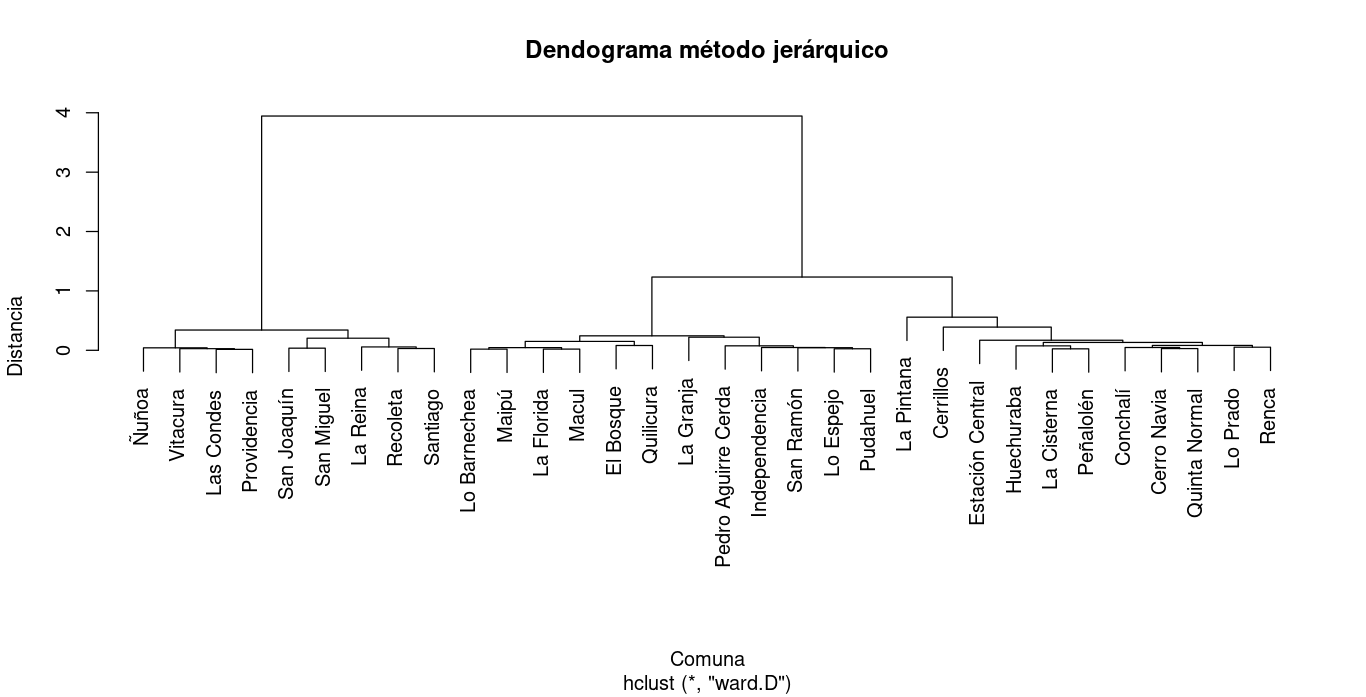 Dendograma método jerárquico
Distancia
4
3
2
1
0
Ñuñoa
Vitacura
Las Condes
Providencia
San Joaquín
San Miguel
La Reina
Recoleta
Santiago
Lo Barnechea
Maipú
La Florida
Macul
El Bosque
Quilicura
La Granja
Pedro Aguirre Cerda
Independencia
San Ramón
Lo Espejo
Pudahuel
La Pintana
Cerrillos
Estación Central
Huechuraba
La Cisterna
Peñalolén
Conchalí
Cerro Navia
Quinta Normal
Lo Prado
Renca
Comuna
hclust (*, "ward.D")